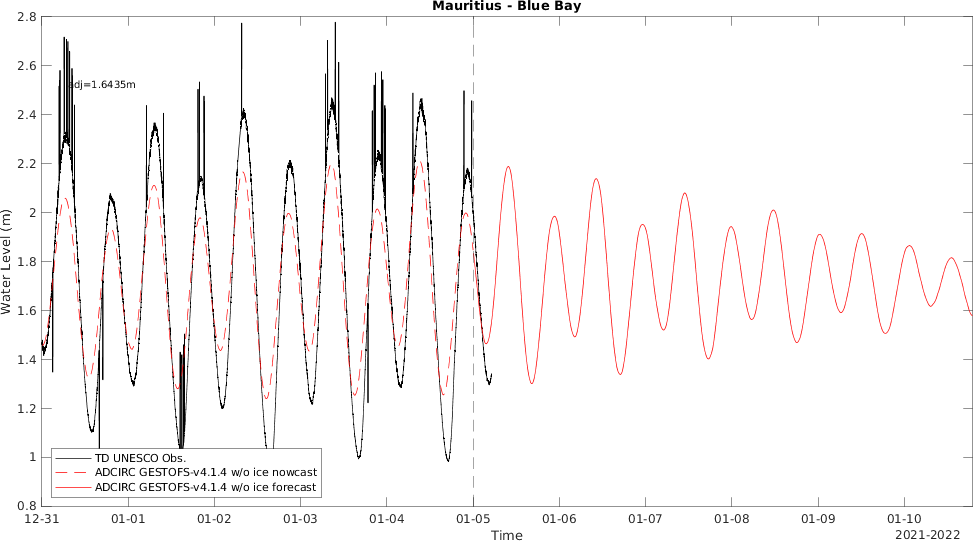 Mauritius - Blue Bay
2.8
2.6
2.4
2.2
2
1.8
1.6
1.4
1.2
1
0.8
Water Level (m)
adj=1.6435m
TD UNESCO Obs.
ADCIRC GESTOFS-v4.1.4 w/o ice nowcast
ADCIRC GESTOFS-v4.1.4 w/o ice forecast
12-31 01-01 01-02 01-03 01-04 01-05 01-06 01-07 01-08 01-09 01-10
Time
2021-2022